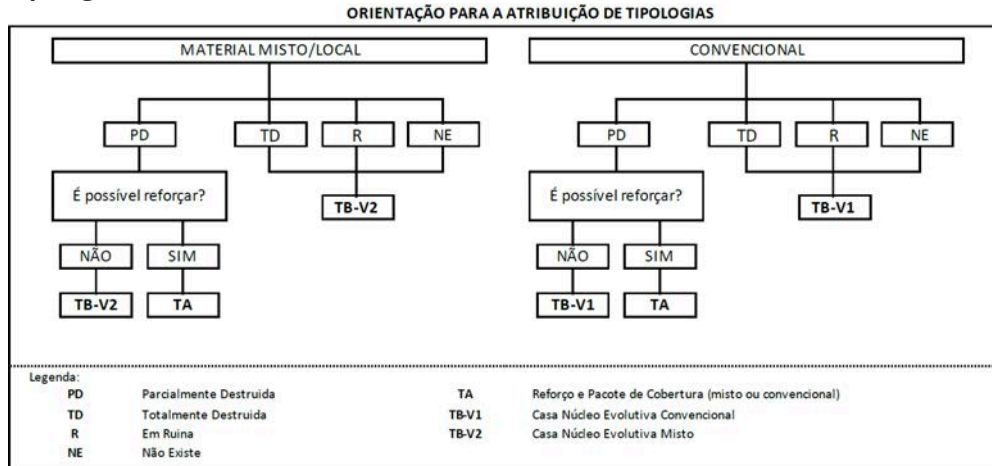 ORIENTAÇÃO PARA A ATRIBUIÇÃO DE TIPOLOGIAS
MATERIAL MISTO/LOCAL
CONVENCIONAL
PD TD R NE
PD TD R NE
É possível reforçar?
TB-V2
É possível reforçar?
TB-V1
NÃO SIM
NÃO SIM
TB-V2 TA
TB-V1 TA
Legenda:
PD Parcialmente Destruida
TD Totalmente Destruida
R Em Ruina
NE Não Existe
TA Reforço e Pacote de Cobertura (misto ou convencional)
TB-V1 Casa Núcleo Evolutiva Convencional
TB-V2 Casa Núcleo Evolutiva Misto